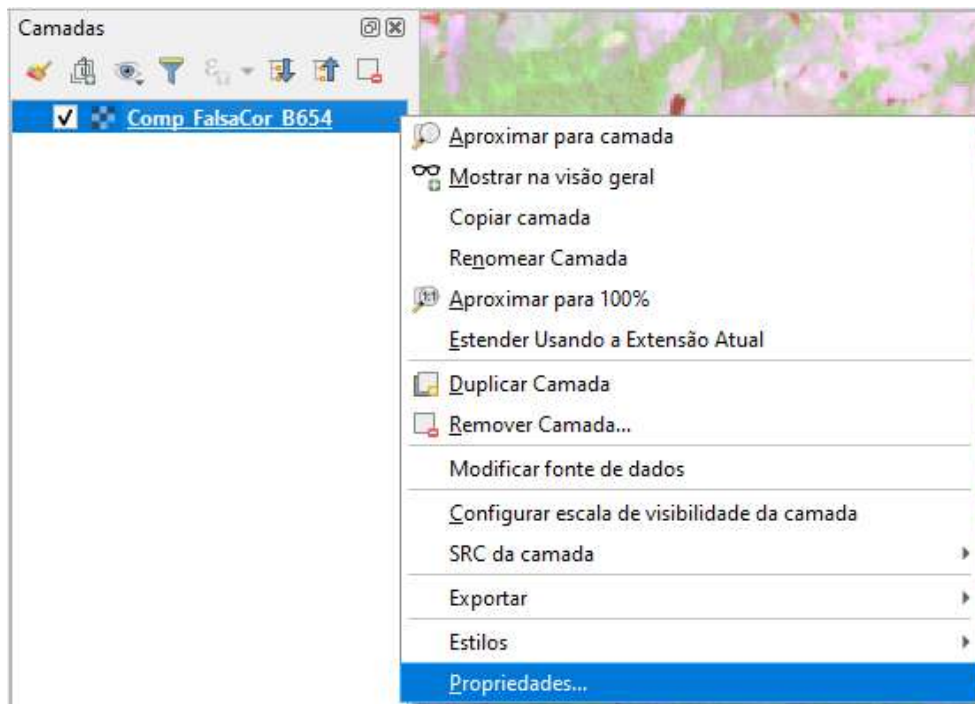 Camadas
Comp_FalsaCor_B654
Aproximar para camada
Mostrar na visão geral
Copiar camada
Renomear Camada
Aproximar para 100%
Estender Usando a Extensão Atual
Duplicar Camada
Remover Camada...
Modificar fonte de dados
Configurar escala de visibilidade da camada
SRC da camada
Exportar
Estilos
Propriedades...